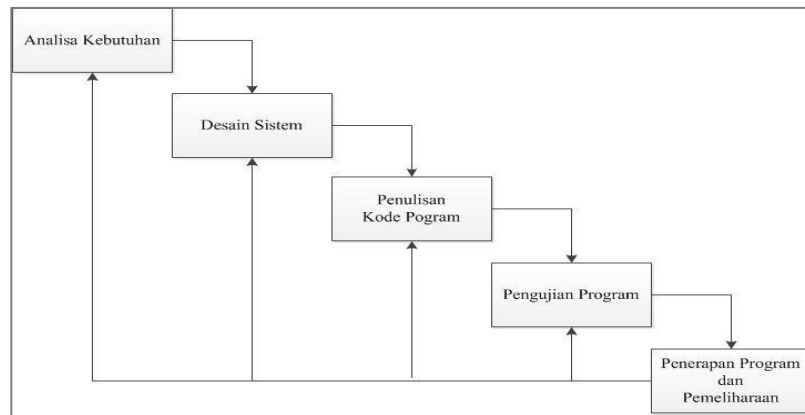 Analisa Kebutuhan
Desain Sistem
Penulisan
Kode Pogram
Pengujian Program
Penerapan Program
dan
Pemeliharaan